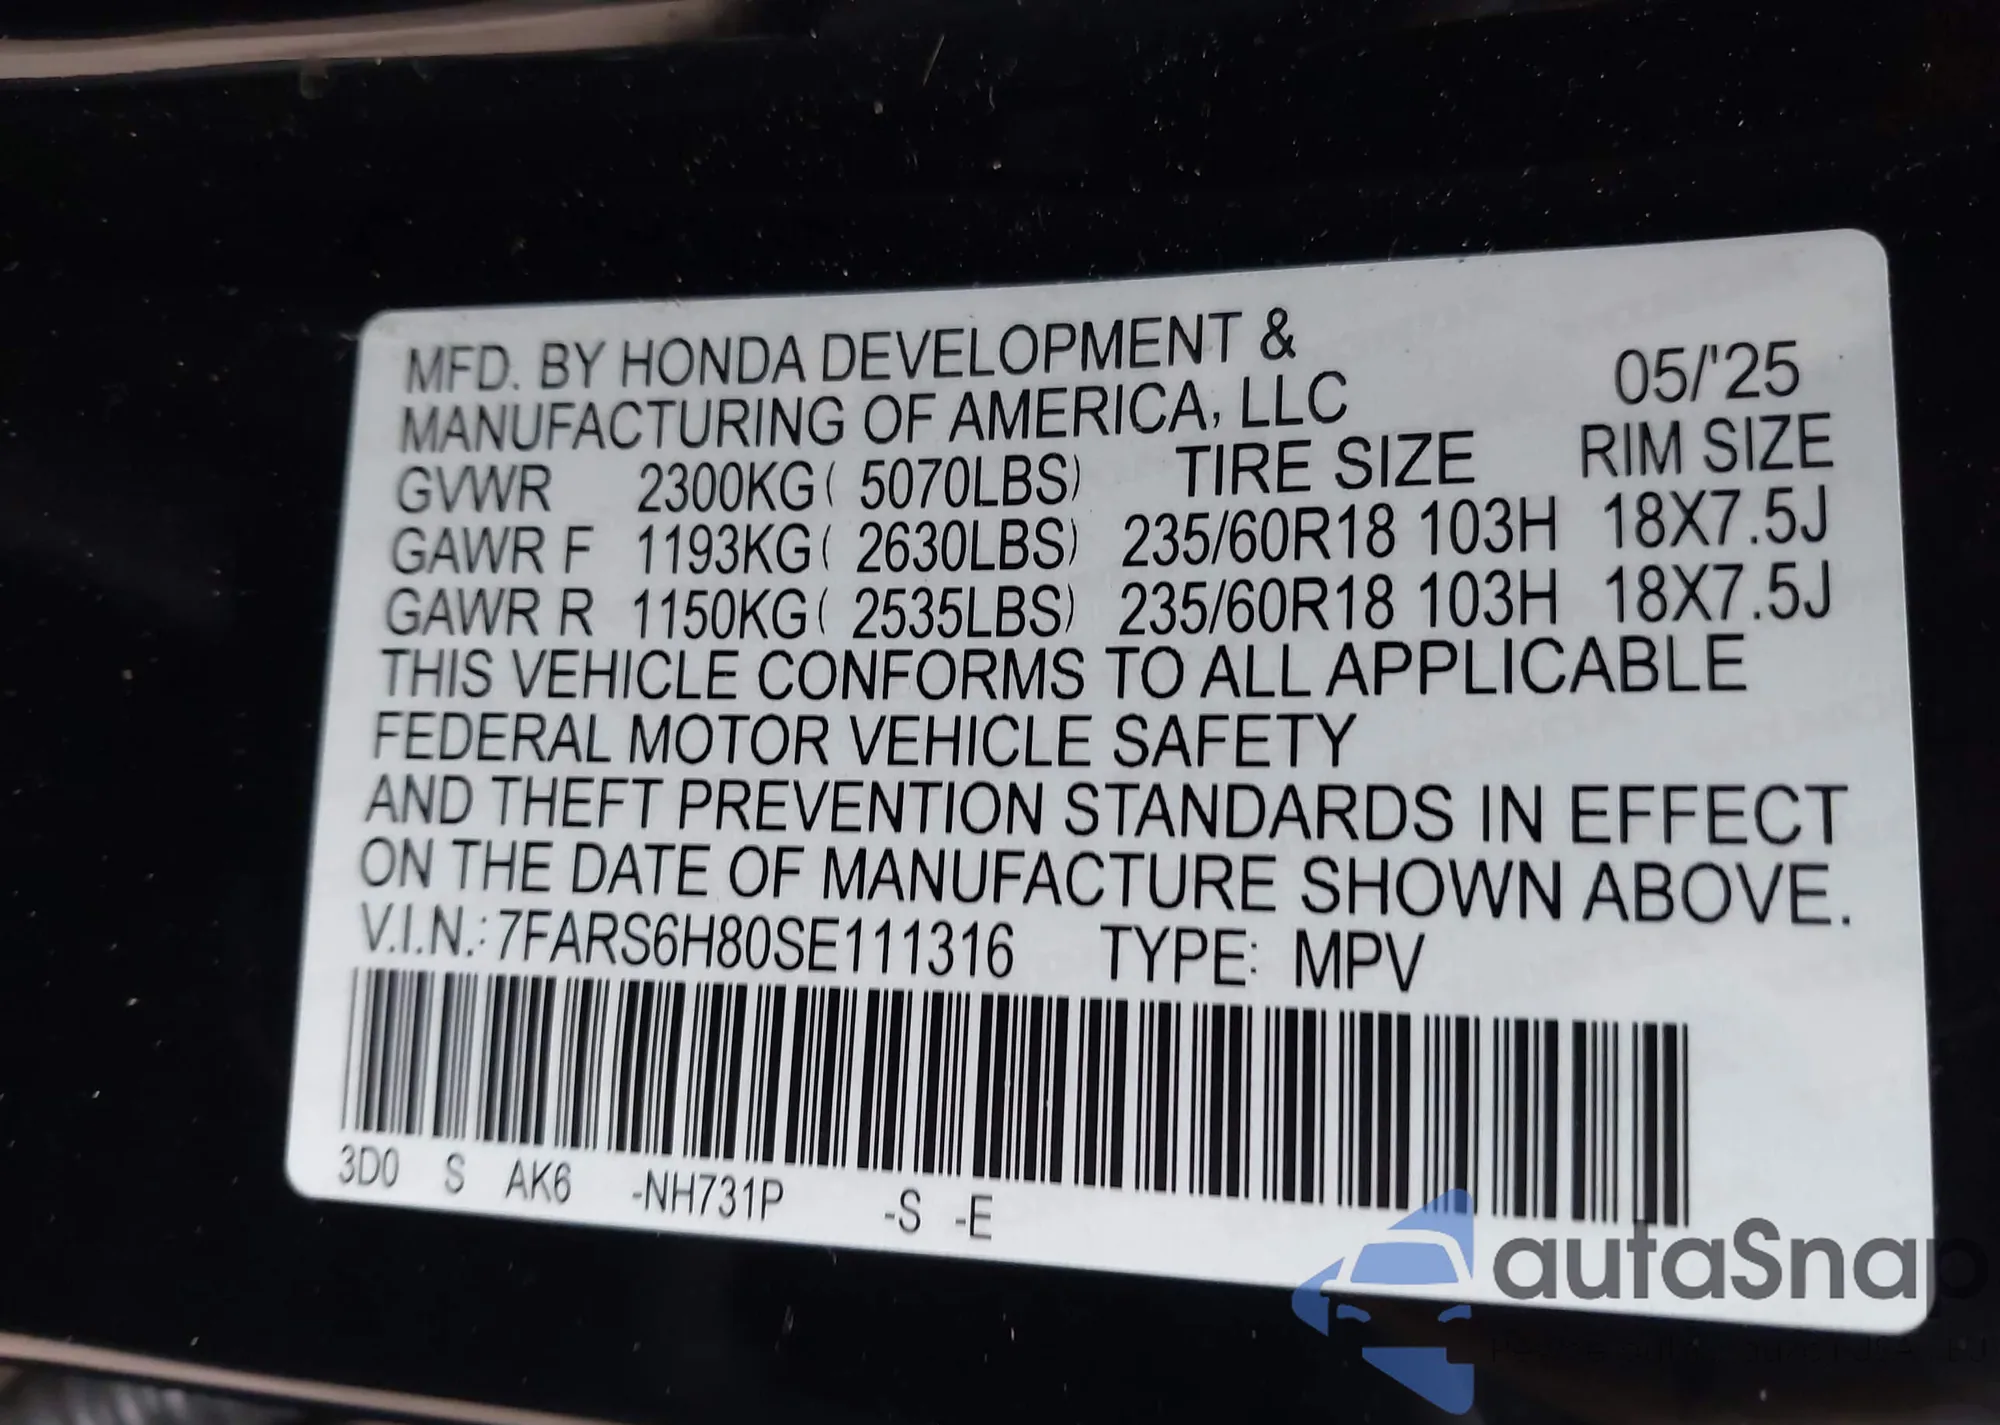 MFD. BY HONDA DEVELOPMENT &
MANUFACTURING OF AMERICA, LLC 05/'25
GVWR 2300KG( 5070LBS) TIRE SIZE RIM SIZE
GAWR F 1193KG( 2630LBS) 235/60R18 103H 18X7.5J
GAWR R 1150KG( 2535LBS) 235/60R18 103H 18X7.5J
THIS VEHICLE CONFORMS TO ALL APPLICABLE
FEDERAL MOTOR VEHICLE SAFETY
AND THEFT PREVENTION STANDARDS IN EFFECT
ON THE DATE OF MANUFACTURE SHOWN ABOVE.
V.I.N.: 7FARS6H80SE111316 TYPE: MPV
3D0 S AK6 -NH731P -S -E
autaSnap